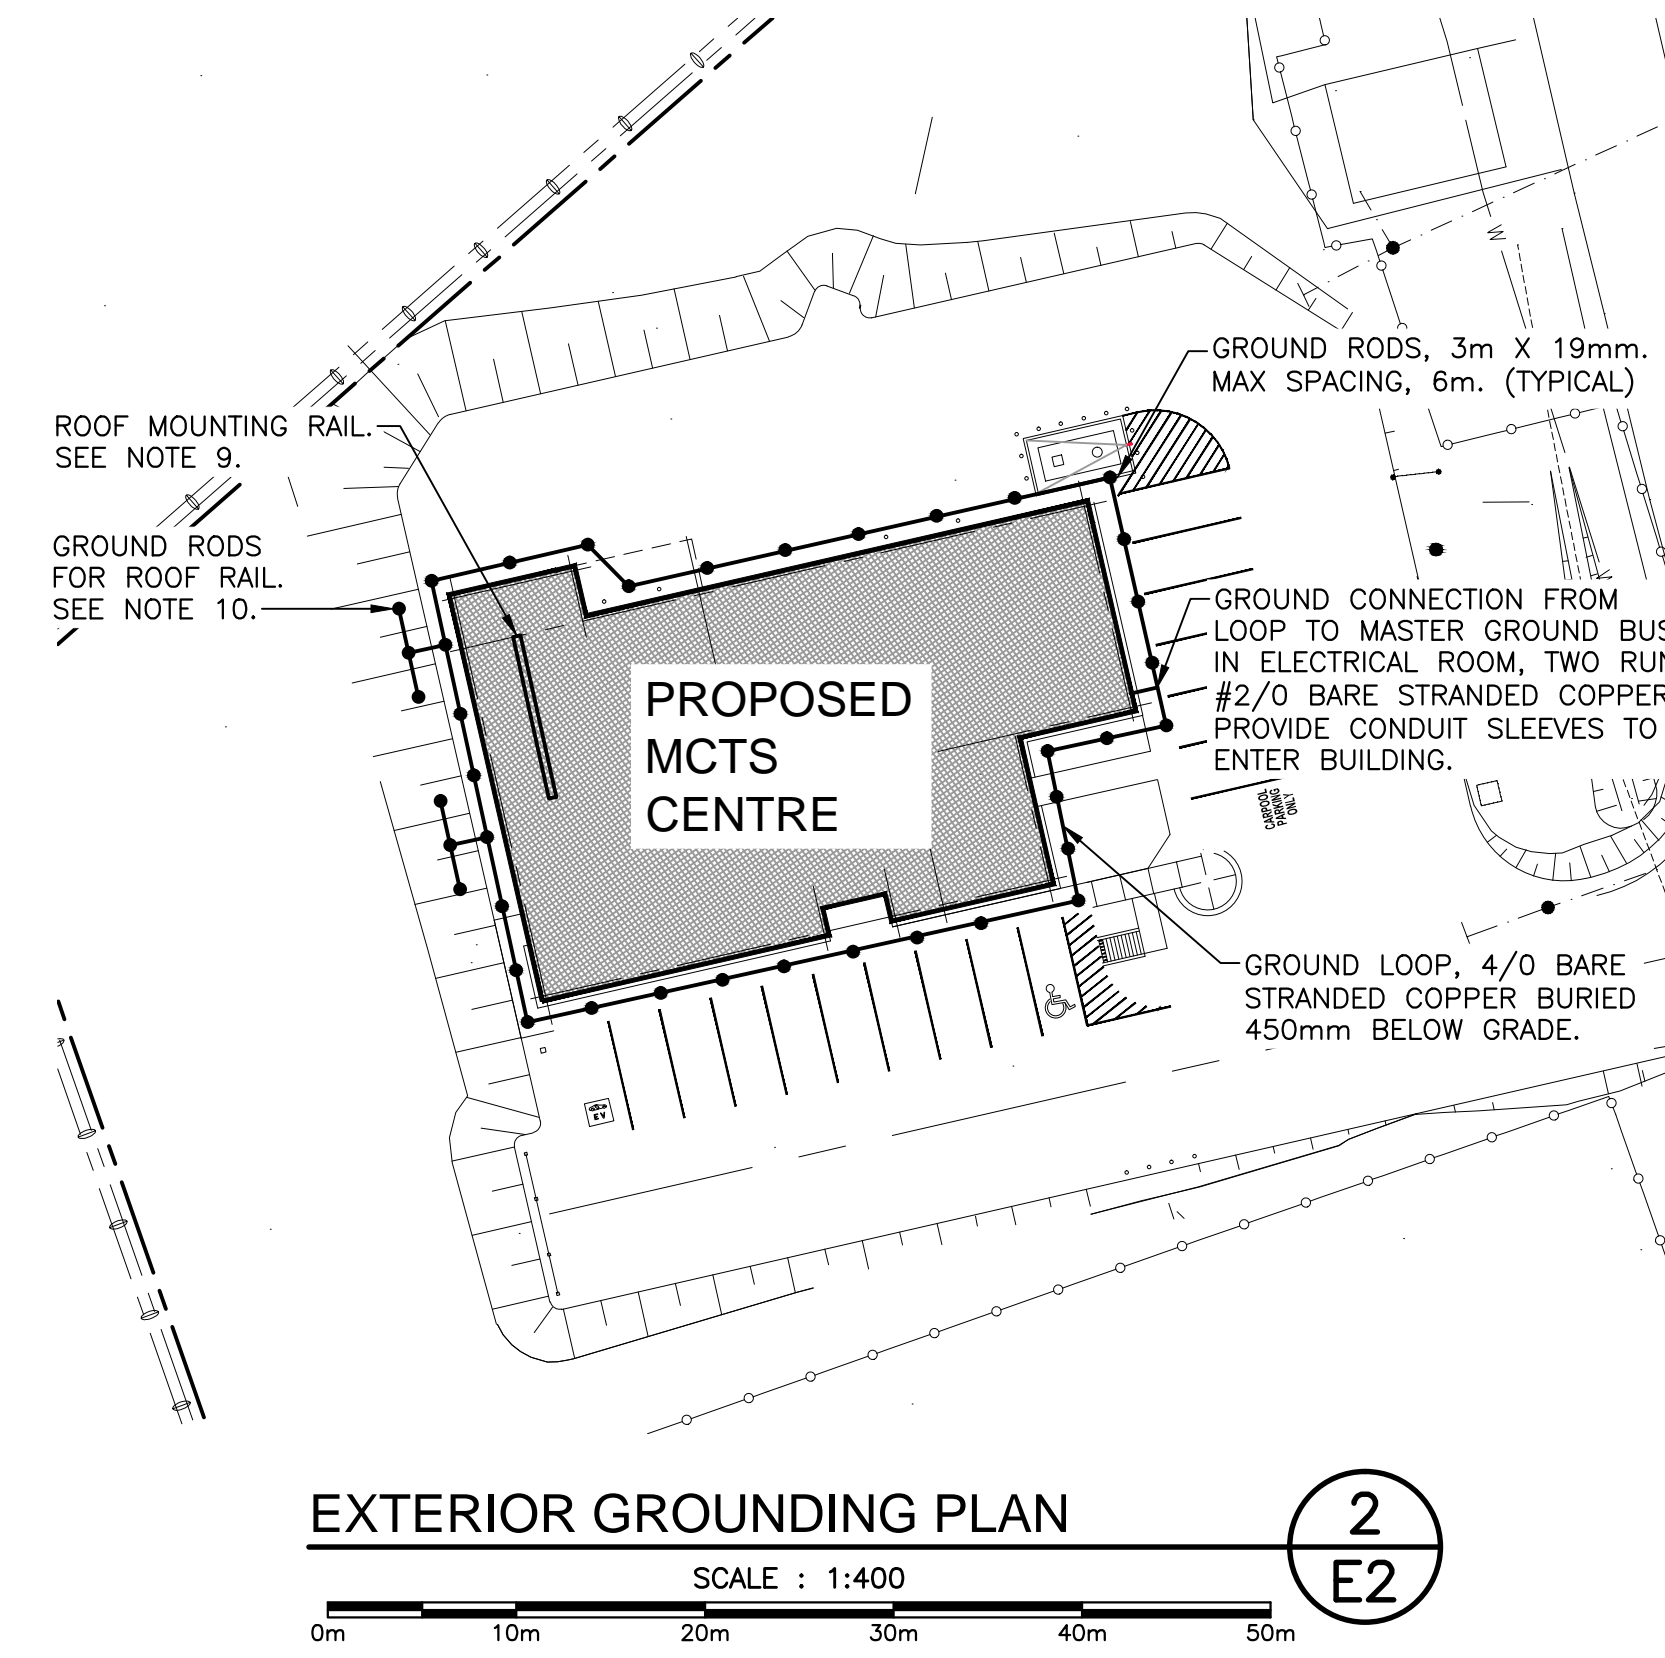 GROUND RODS, 3m X 19mm.
MAX SPACING, 6m. (TYPICAL)
ROOF MOUNTING RAIL.
SEE NOTE 9.
GROUND RODS
FOR ROOF RAIL.
SEE NOTE 10.
GROUND CONNECTION FROM
LOOP TO MASTER GROUND BUS
IN ELECTRICAL ROOM, TWO RUN
#2/0 BARE STRANDED COPPER
PROVIDE CONDUIT SLEEVES TO
ENTER BUILDING.
PROPOSED
MCTS
CENTRE
CARPOOL
PARKING
ONLY
W
GROUND LOOP, 4/0 BARE
STRANDED COPPER BURIED
450mm BELOW GRADE.
EV
EXTERIOR GROUNDING PLAN
2
E2
SCALE : 1:400
0m 10m 20m 30m 40m 50m